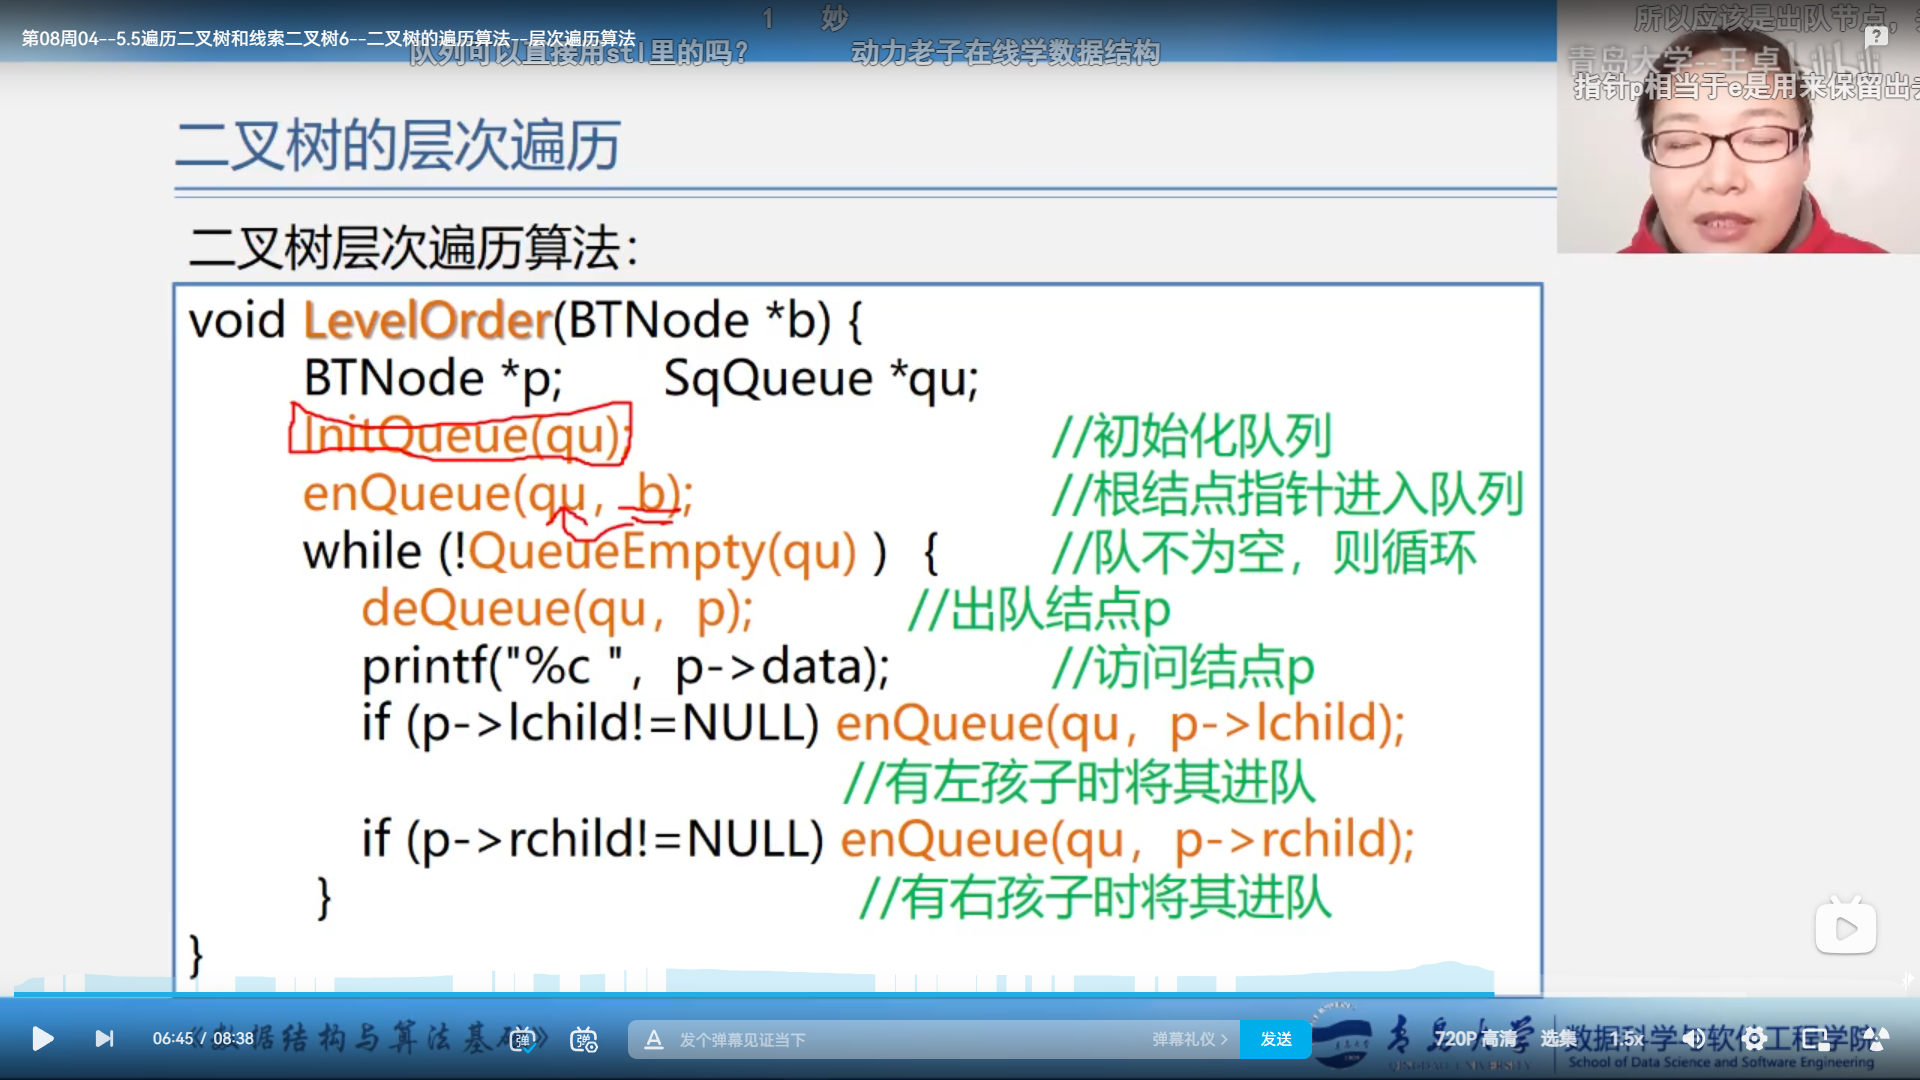 1 妙
所以应该是出队节点，
第08周04--5.5遍历二叉树和线索二叉树6--二叉树的遍历算法--层次遍历算法
队列可以直接用stl里的吗？
动力老子在线学数据结构
青岛大学--王卓
指针p相当于e是用来保留出
二叉树的层次遍历
二叉树层次遍历算法：
void LevelOrder(BTNode *b) {
BTNode *p; SqQueue *qu;
InitQueue(qu); //初始化队列
enQueue(qu, b); //根结点指针进入队列
while (!QueueEmpty(qu) ) { //队不为空，则循环
deQueue(qu, p); //出队结点p
printf("%c ", p->data); //访问结点p
if (p->lchild!=NULL) enQueue(qu, p->lchild);
//有左孩子时将其进队
if (p->rchild!=NULL) enQueue(qu, p->rchild);
} //有右孩子时将其进队
}
06:45 / 08:38
《数据结构与算法基础》
弹
弹
A 发个弹幕见证当下
弹幕礼仪 >
发送
青岛大学
QINGDAO UNIVERSITY
720P 高清
选集
1.5x
数据科学与软件工程学院
School of Data Science and Software Engineering